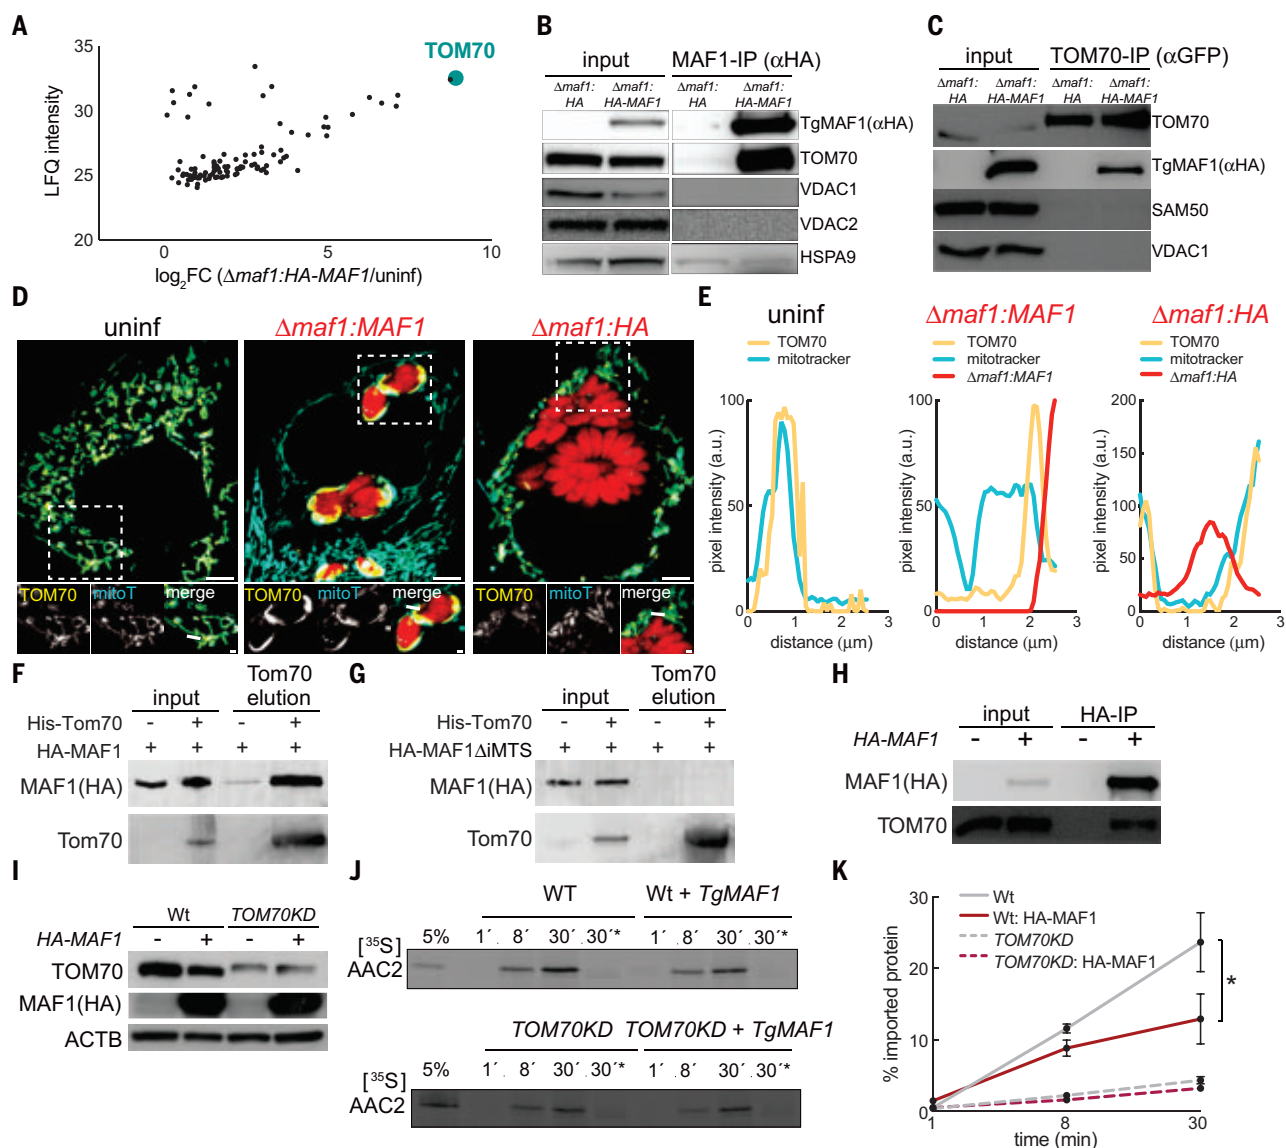 A
35
30
25
20
LFQ intensity
TOM70
0
5
10
log2FC (Δmaf1:HA-MAF1/uninf)
B
input
MAF1-IP (αHA)
Δmaf1: HA
Δmaf1: HA-MAF1
Δmaf1: HA
Δmaf1: HA-MAF1
TgMAF1(αHA)
TOM70
VDAC1
VDAC2
HSPA9
C
input
TOM70-IP (αGFP)
Δmaf1: HA
Δmaf1: HA-MAF1
Δmaf1: HA
Δmaf1: HA-MAF1
TOM70
TgMAF1(αHA)
SAM50
VDAC1
D
uninf
Δmaf1:MAF1
Δmaf1:HA
TOM70 mitoT merge
TOM70 mitoT merge
TOM70 mitoT merge
E
uninf
TOM70
mitotracker
100
50
0
pixel intensity (a.u.)
0 1 2 3
distance (μm)
Δmaf1:MAF1
TOM70
mitotracker
Δmaf1:MAF1
100
50
0
pixel intensity (a.u.)
0 1 2 3
distance (μm)
Δmaf1:HA
TOM70
mitotracker
Δmaf1:HA
200
150
100
50
0
pixel intensity (a.u.)
0 1 2 3
distance (μm)
F
input
Tom70 elution
His-Tom70 - + - +
HA-MAF1 + + + +
MAF1(HA)
Tom70
G
input
Tom70 elution
His-Tom70 - + - +
HA-MAF1ΔiMTS + + + +
MAF1(HA)
Tom70
H
input
HA-IP
HA-MAF1 - + - +
MAF1(HA)
TOM70
I
Wt
TOM70KD
HA-MAF1 - + - +
TOM70
MAF1(HA)
ACTB
J
WT
Wt + TgMAF1
5% 1´ 8´ 30´ 30´* 1´ 8´ 30´ 30´*
[35S]
AAC2
TOM70KD
TOM70KD + TgMAF1
5% 1´ 8´ 30´ 30´* 1´ 8´ 30´ 30´*
[35S]
AAC2
K
Wt
Wt: HA-MAF1
TOM70KD
TOM70KD: HA-MAF1
30
20
10
0
% imported protein
*
1 8 30
time (min)